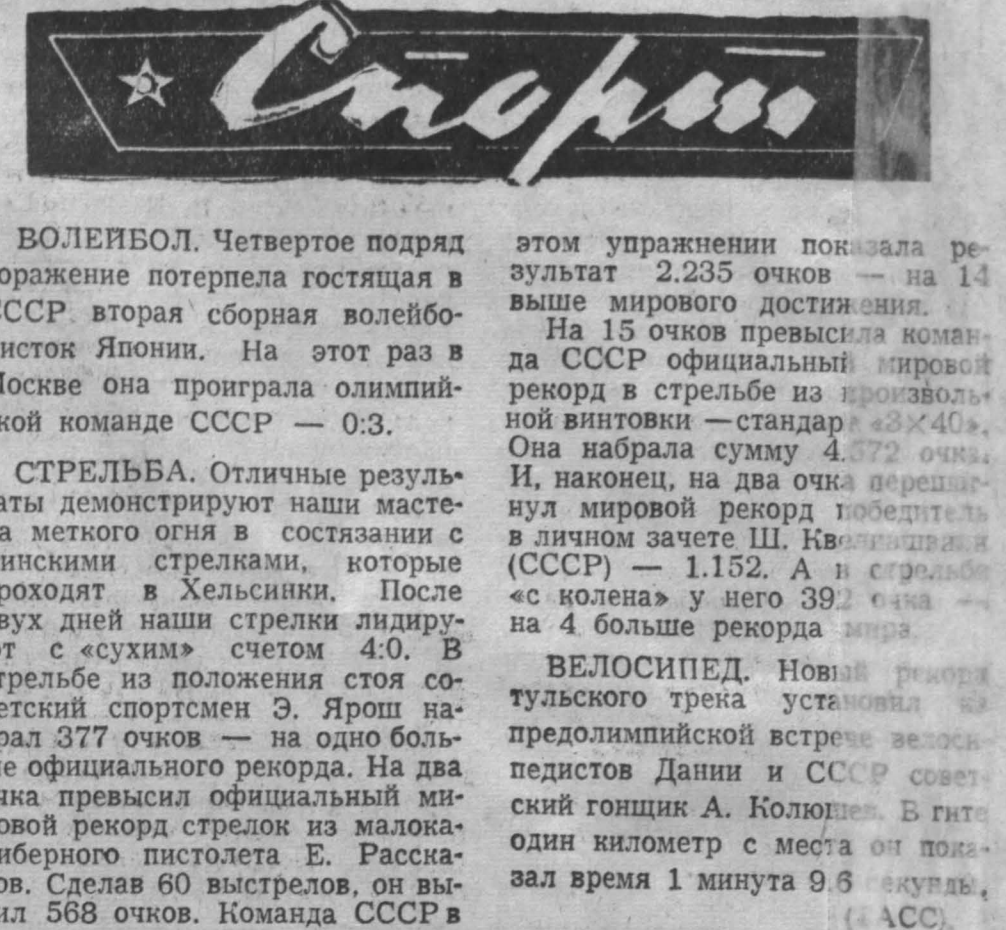 Спорт
ВОЛЕЙБОЛ. Четвертое подряд
оражение потерпела гостящая в
СССР вторая сборная волейбо-
исток Японии. На этот раз в
Москве она проиграла олимпий-
кой команде СССР — 0:3.
СТРЕЛЬБА. Отличные резуль-
аты демонстрируют наши масте-
а меткого огня в состязании с
инскими стрелками, которые
роходят в Хельсинки. После
вух дней наши стрелки лидиру-
т с «сухим» счетом 4:0. В
трельбе из положения стоя со-
етский спортсмен Э. Ярош на-
рал 377 очков — на одно боль-
е официального рекорда. На два
чка превысил официальный ми-
овой рекорд стрелок из малока-
иберного пистолета Е. Расска-
ов. Сделав 60 выстрелов, он вы-
ил 568 очков. Команда СССР в
этом упражнении показала ре-
зультат 2.235 очков — на 14
выше мирового достижения.
На 15 очков превысила коман-
да СССР официальный мировой
рекорд в стрельбе из произволь-
ной винтовки — стандарт «3×40».
Она набрала сумму 4.572 очка.
И, наконец, на два очка перешаг-
нул мировой рекорд победитель
в личном зачете Ш.
(СССР) — 1.152. А в стрельбе
«с колена» у него 392 очка —
на 4 больше рекорда мира.
ВЕЛОСИПЕД. Новый рекорд
тульского трека установил на
предолимпийской встрече велоси-
педистов Дании и СССР совет-
ский гонщик А. Колюшев. В гите
один километр с места он пока-
зал время 1 минута 9,6 секунды.
(ТАСС).